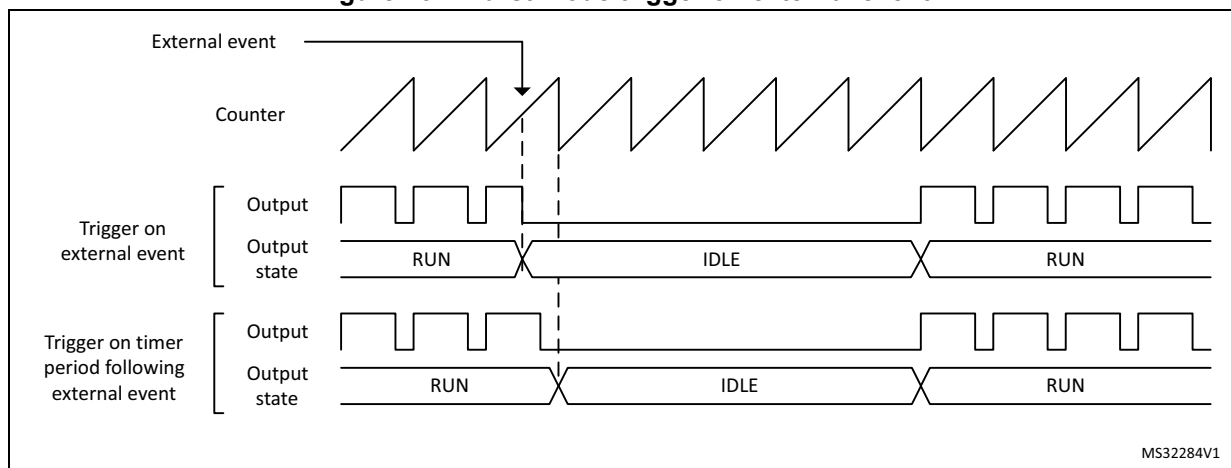 External event
Counter
Trigger on
external event
Output
Output
state
RUN
IDLE
RUN
Trigger on timer
period following
external event
Output
Output
state
RUN
IDLE
RUN
MS32284V1